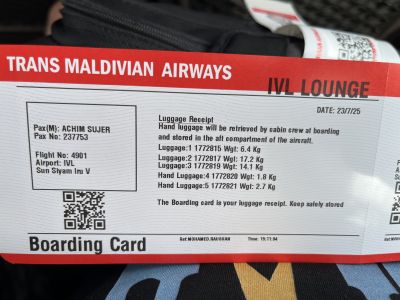 TRANS MALDIVIAN AIRWAYS
IVL LOUNGE
DATE: 23/7/25
Pax(M): ACHIM SUJER
Pax No: 237753
Flight No: 4901
Airport: IVL
Sun Siyam Iru V
Luggage Receipt
Hand luggage will be retrieved by cabin crew at boarding
and stored in the aft compartment of the aircraft.
Luggage:1 1772815 Wgt: 6.4 Kg
Luggage:2 1772817 Wgt: 17.2 Kg
Luggage:3 1772819 Wgt: 14.1 Kg
Hand Luggage:4 1772820 Wgt: 1.8 Kg
Hand Luggage:5 1772821 Wgt: 2.7 Kg
The Boarding card is your luggage receipt. Keep safely stored
Boarding Card
Time : 19:11:04